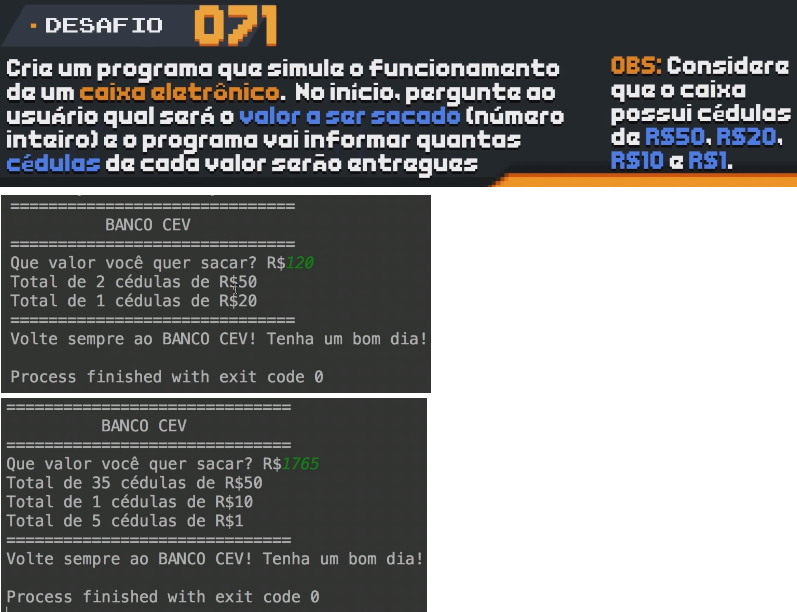 DESAFIO 071
Crie um programa que simule o funcionamento
de um caixa eletrônico. No início, pergunte ao
usuário qual será o valor a ser sacado (número
inteiro) e o programa vai informar quantas
cédulas de cada valor serão entregues
OBS: Considere
que o caixa
possui cédulas
de R$50, R$20,
R$10 e R$1.
==============================
BANCO CEV
==============================
Que valor você quer sacar? R$120
Total de 2 cédulas de R$50
Total de 1 cédulas de R$20
==============================
Volte sempre ao BANCO CEV! Tenha um bom dia!
Process finished with exit code 0
==============================
BANCO CEV
==============================
Que valor você quer sacar? R$1765
Total de 35 cédulas de R$50
Total de 1 cédulas de R$10
Total de 5 cédulas de R$1
==============================
Volte sempre ao BANCO CEV! Tenha um bom dia!
Process finished with exit code 0